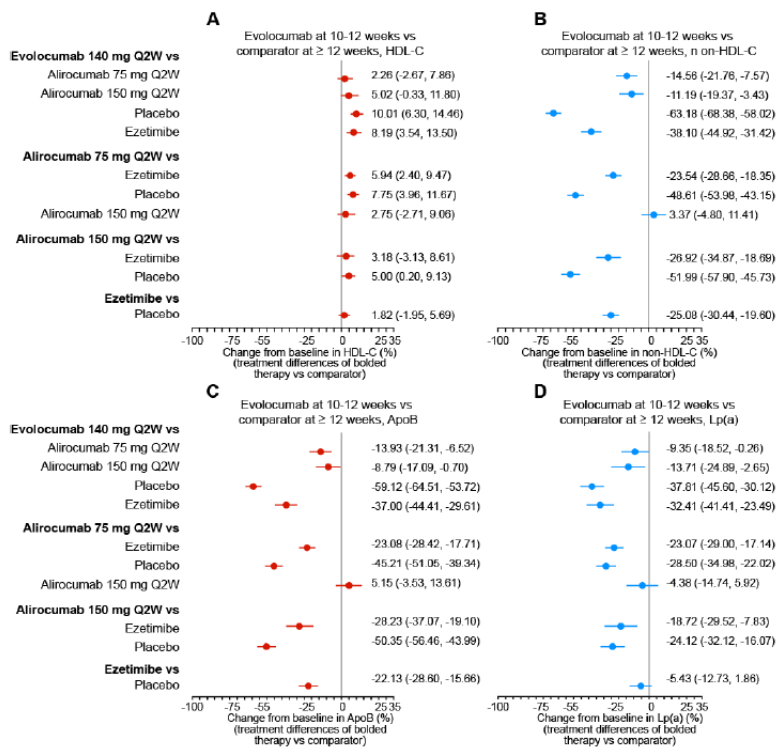 A
Evolocumab at 10-12 weeks vs
comparator at ≥ 12 weeks, HDL-C
Evolocumab 140 mg Q2W vs
Alirocumab 75 mg Q2W 2.26 (-2.67, 7.86)
Alirocumab 150 mg Q2W 5.02 (-0.33, 11.80)
Placebo 10.01 (6.30, 14.46)
Ezetimibe 8.19 (3.54, 13.50)
Alirocumab 75 mg Q2W vs
Ezetimibe 5.94 (2.40, 9.47)
Placebo 7.75 (3.96, 11.67)
Alirocumab 150 mg Q2W 2.75 (-2.71, 9.06)
Alirocumab 150 mg Q2W vs
Ezetimibe 3.18 (-3.13, 8.61)
Placebo 5.00 (0.20, 9.13)
Ezetimibe vs
Placebo 1.82 (-1.95, 5.69)
-100 -75 -55 -25 0 25 35
Change from baseline in HDL-C (%)
(treatment differences of bolded
therapy vs comparator)
B
Evolocumab at 10-12 weeks vs
comparator at ≥ 12 weeks, n non-HDL-C
-14.56 (-21.76, -7.57)
-11.19 (-19.37, -3.43)
-63.18 (-68.38, -58.02)
-38.10 (-44.92, -31.42)
-23.54 (-28.66, -18.35)
-48.61 (-53.98, -43.15)
3.37 (-4.80, 11.41)
-26.92 (-34.87, -18.69)
-51.99 (-57.90, -45.73)
-25.08 (-30.44, -19.60)
-100 -75 -55 -25 0 25 35
Change from baseline in non-HDL-C (%)
(treatment differences of bolded
therapy vs comparator)
C
Evolocumab at 10-12 weeks vs
comparator at ≥ 12 weeks, ApoB
Evolocumab 140 mg Q2W vs
Alirocumab 75 mg Q2W -13.93 (-21.31, -6.52)
Alirocumab 150 mg Q2W -8.79 (-17.09, -0.70)
Placebo -59.12 (-64.51, -53.72)
Ezetimibe -37.00 (-44.41, -29.61)
Alirocumab 75 mg Q2W vs
Ezetimibe -23.08 (-28.42, -17.71)
Placebo -45.21 (-51.05, -39.34)
Alirocumab 150 mg Q2W 5.15 (-3.53, 13.61)
Alirocumab 150 mg Q2W vs
Ezetimibe -28.23 (-37.07, -19.10)
Placebo -50.35 (-56.46, -43.99)
Ezetimibe vs
Placebo -22.13 (-28.60, -15.66)
-100 -75 -55 -25 0 25 35
Change from baseline in ApoB (%)
(treatment differences of bolded
therapy vs comparator)
D
Evolocumab at 10-12 weeks vs
comparator at ≥ 12 weeks, Lp(a)
-9.35 (-18.52, -0.26)
-13.71 (-24.89, -2.65)
-37.81 (-45.60, -30.12)
-32.41 (-41.41, -23.49)
-23.07 (-29.00, -17.14)
-28.50 (-34.98, -22.02)
-4.38 (-14.74, 5.92)
-18.72 (-29.52, -7.83)
-24.12 (-32.12, -16.07)
-5.43 (-12.73, 1.86)
-100 -75 -55 -25 0 25 35
Change from baseline in Lp(a) (%)
(treatment differences of bolded
therapy vs comparator)